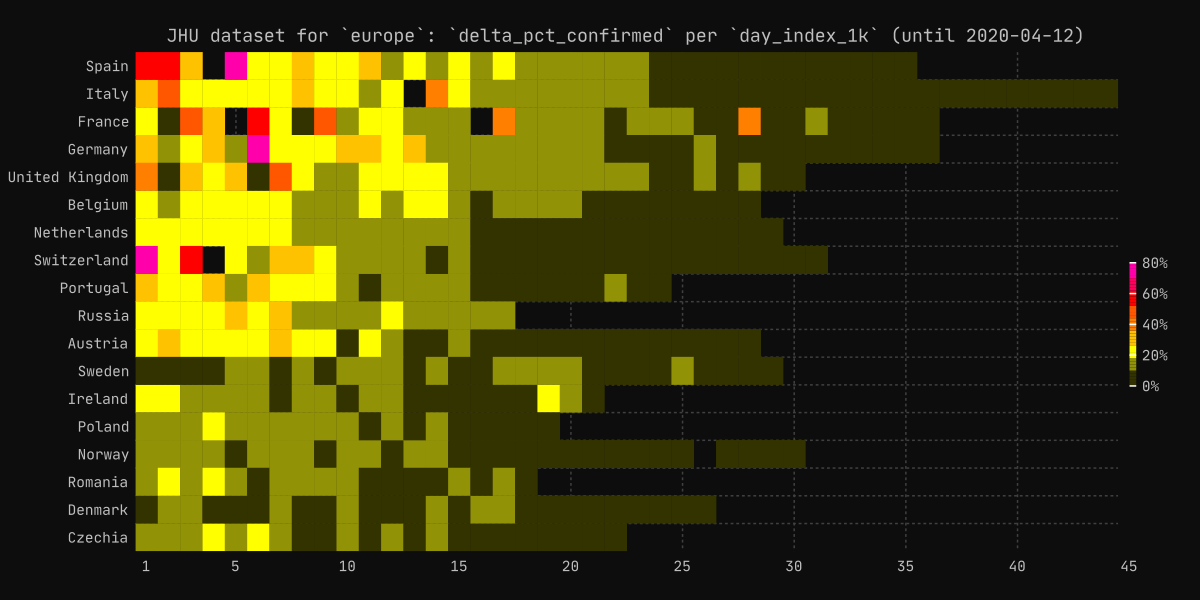 JHU dataset for `europe`: `delta_pct_confirmed` per `day_index_1k` (until 2020-04-12)
Spain
Italy
France
Germany
United Kingdom
Belgium
Netherlands
Switzerland
Portugal
Russia
Austria
Sweden
Ireland
Poland
Norway
Romania
Denmark
Czechia
80%
60%
40%
20%
0%
1 5 10 15 20 25 30 35 40 45